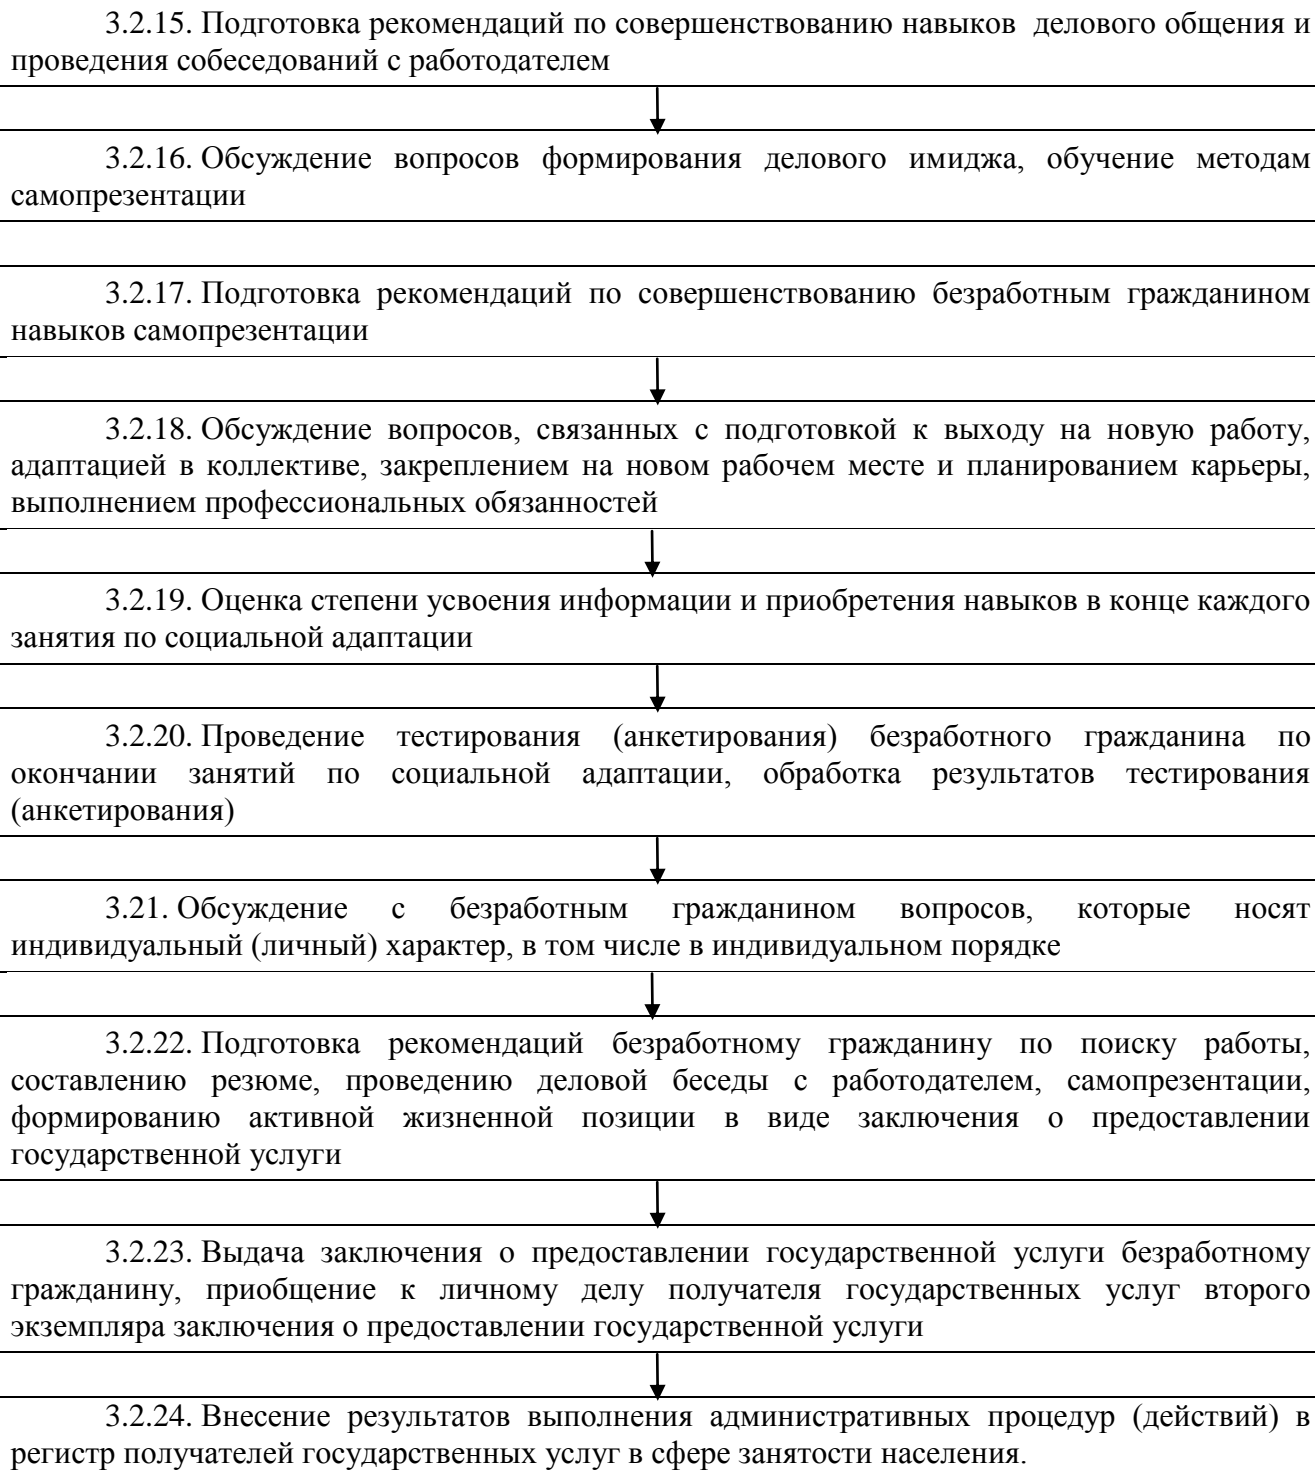 3.2.15. Подготовка рекомендаций по совершенствованию навыков  делового общения и
проведения собеседований с работодателем
3.2.16. Обсуждение вопросов формирования делового имиджа, обучение методам
самопрезентации
3.2.17. Подготовка рекомендаций по совершенствованию безработным гражданином
навыков самопрезентации
3.2.18. Обсуждение вопросов, связанных с подготовкой к выходу на новую работу,
адаптацией в коллективе, закреплением на новом рабочем месте и планированием карьеры,
выполнением профессиональных обязанностей
3.2.19. Оценка степени усвоения информации и приобретения навыков в конце каждого
занятия по социальной адаптации
3.2.20. Проведение тестирования (анкетирования) безработного гражданина по
окончании занятий по социальной адаптации, обработка результатов тестирования
(анкетирования)
3.21. Обсуждение с безработным гражданином вопросов, которые носят
индивидуальный (личный) характер, в том числе в индивидуальном порядке
3.2.22. Подготовка рекомендаций безработному гражданину по поиску работы,
составлению резюме, проведению деловой беседы с работодателем, самопрезентации,
формированию активной жизненной позиции в виде заключения о предоставлении
государственной услуги
3.2.23. Выдача заключения о предоставлении государственной услуги безработному
гражданину, приобщение к личному делу получателя государственных услуг второго
экземпляра заключения о предоставлении государственной услуги
3.2.24. Внесение результатов выполнения административных процедур (действий) в
регистр получателей государственных услуг в сфере занятости населения.